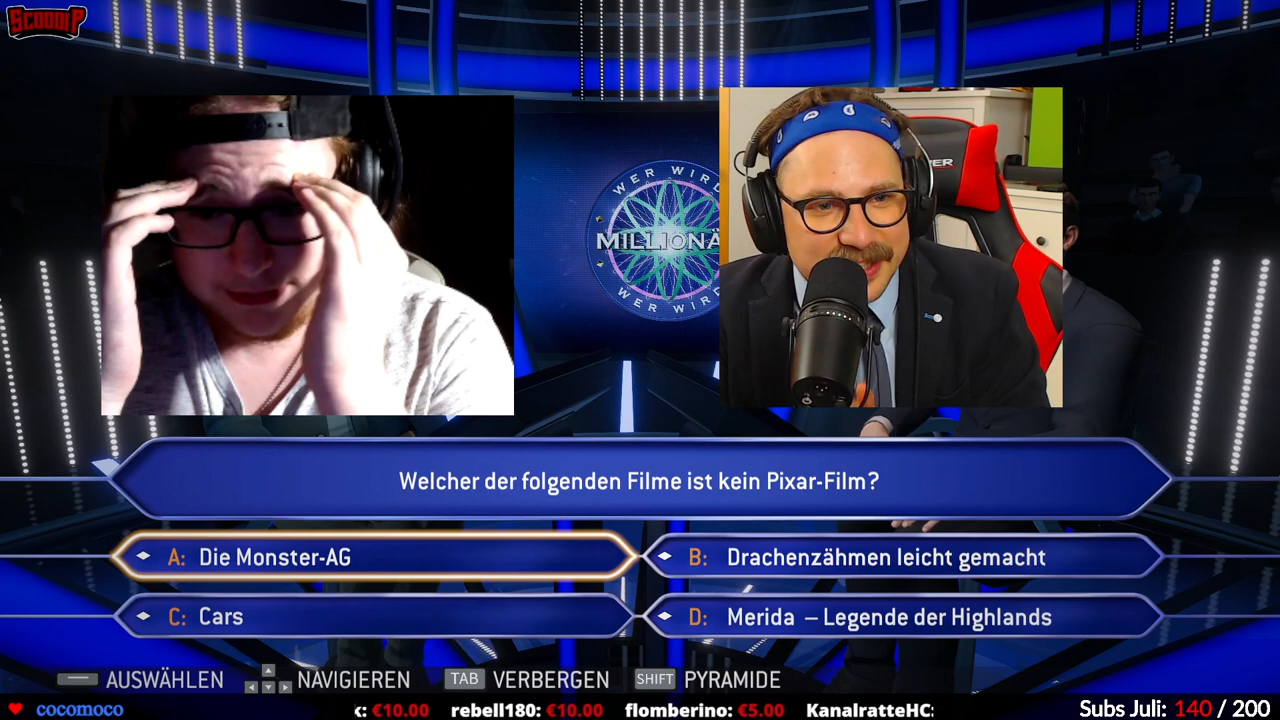 SCOOOIP
WER WIRD
MILLIONÄ
WER WIRD
Welcher der folgenden Filme ist kein Pixar-Film?
A: Die Monster-AG
B: Drachenzähmen leicht gemacht
C: Cars
D: Merida – Legende der Highlands
AUSWÄHLEN NAVIGIEREN TAB VERBERGEN SHIFT PYRAMIDE
cocomoco : €10.00 rebell180: €10.00 flomberino: €5.00 KanalratteHC: Subs Juli: 140 / 200